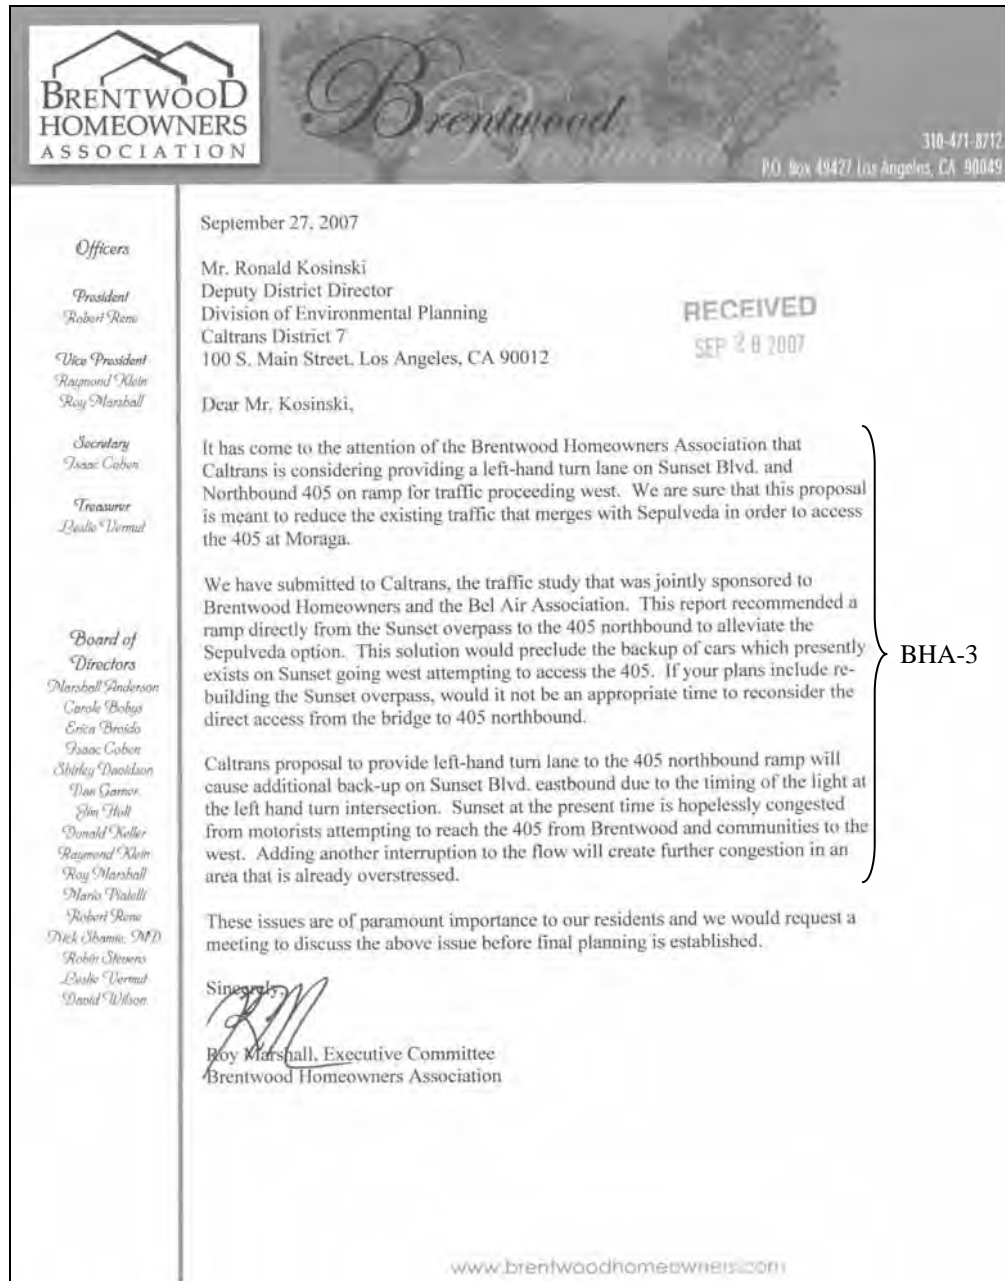 BRENTWOOD
HOMEOWNERS
ASSOCIATION
Brentwood
310-471-8712
P.O. Box 49427 Los Angeles, CA 90049
Officers
President
Robert Rene
Vice President
Raymond Klein
Roy Marshall
Secretary
Isaac Cohen
Treasurer
Leslie Vermut
Board of
Directors
Marshall Anderson
Carole Bobys
Erica Broido
Isaac Cohen
Shirley Davidson
Dan Garner
Jim Hull
Donald Keller
Raymond Klein
Roy Marshall
Mario
Robert Rene
Nick Shamie, MD
Robin Stevens
Leslie Vermut
David Wilson
September 27, 2007
Mr. Ronald Kosinski
Deputy District Director
Division of Environmental Planning
Caltrans District 7
100 S. Main Street, Los Angeles, CA 90012
RECEIVED
SEP 28 2007
Dear Mr. Kosinski,
It has come to the attention of the Brentwood Homeowners Association that
Caltrans is considering providing a left-hand turn lane on Sunset Blvd. and
Northbound 405 on ramp for traffic proceeding west. We are sure that this proposal
is meant to reduce the existing traffic that merges with Sepulveda in order to access
the 405 at Moraga.
We have submitted to Caltrans, the traffic study that was jointly sponsored to
Brentwood Homeowners and the Bel Air Association. This report recommended a
ramp directly from the Sunset overpass to the 405 northbound to alleviate the
Sepulveda option. This solution would preclude the backup of cars which presently
exists on Sunset going west attempting to access the 405. If your plans include re-
building the Sunset overpass, would it not be an appropriate time to reconsider the
direct access from the bridge to 405 northbound.
Caltrans proposal to provide left-hand turn lane to the 405 northbound ramp will
cause additional back-up on Sunset Blvd. eastbound due to the timing of the light at
the left hand turn intersection. Sunset at the present time is hopelessly congested
from motorists attempting to reach the 405 from Brentwood and communities to the
west. Adding another interruption to the flow will create further congestion in an
area that is already overstressed.
BHA-3
These issues are of paramount importance to our residents and we would request a
meeting to discuss the above issue before final planning is established.
Sincerely,
Roy Marshall, Executive Committee
Brentwood Homeowners Association
www.brentwoodhomeowners.com